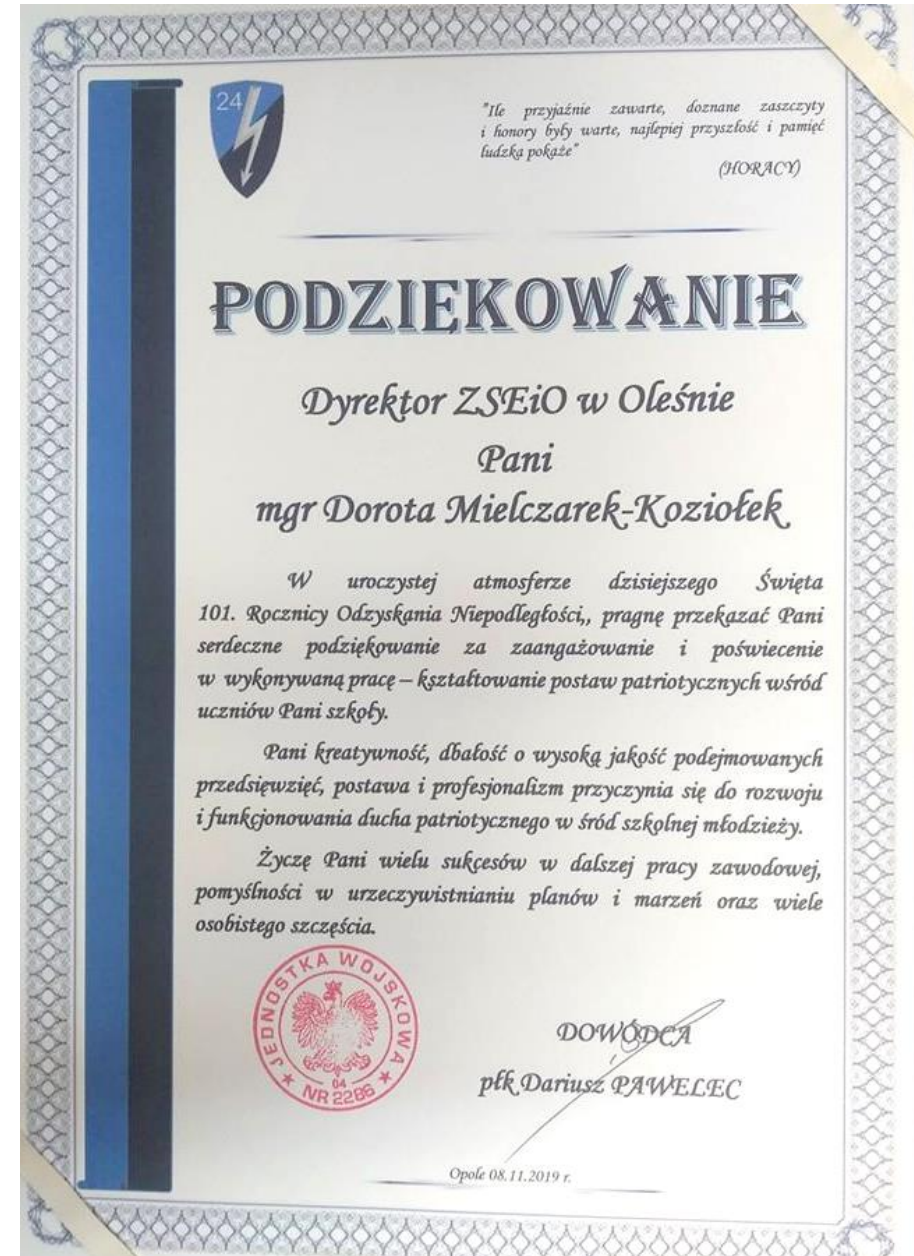 24
"Ile przyjaźnie zawarte, doznane zaszczyty
i honory były warte, najlepiej przyszłość i pamięć
ludzka pokaże"
(HORACY)
PODZIĘKOWANIE
Dyrektor ZSEiO w Oleśnie
Pani
mgr Dorota Mielczarek-Koziołek
W uroczystej atmosferze dzisiejszego Święta
101. Rocznicy Odzyskania Niepodległości,, pragnę przekazać Pani
serdeczne podziękowanie za zaangażowanie i poświecenie
w wykonywaną pracę – kształtowanie postaw patriotycznych wśród
uczniów Pani szkoły.
Pani kreatywność, dbałość o wysoką jakość podejmowanych
przedsięwzięć, postawa i profesjonalizm przyczynia się do rozwoju
i funkcjonowania ducha patriotycznego w śród szkolnej młodzieży.
Życzę Pani wielu sukcesów w dalszej pracy zawodowej,
pomyślności w urzeczywistnianiu planów i marzeń oraz wiele
osobistego szczęścia.
JEDNOSTKA WOJSKOWA
04
NR 2286
DOWÓDCA
płk Dariusz PAWELEC
Opole 08.11.2019 r.